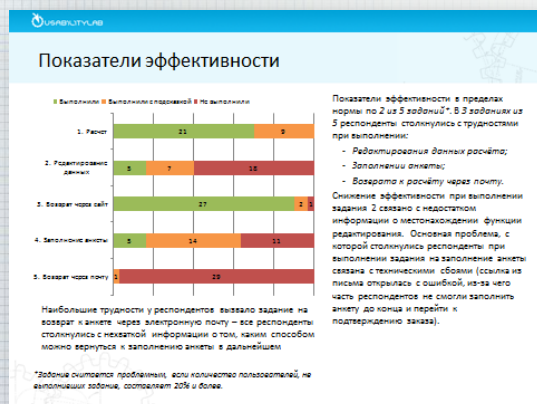 USABILITYLAB
Показатели эффективности
Выполнили Выполнили с подсказкой Не выполнили
1. Расчет 21 9
2. Редактирование
данных 5 7 18
3. Возврат через сайт 27 2 1
4. Заполнение анкеты 5 14 11
5. Возврат через почту 1 29
Наибольшие трудности у респондентов вызвало задание на
возврат к анкете через электронную почту – все респонденты
столкнулись с нехваткой информации о том, каким способом
можно вернуться к заполнению анкеты в дальнейшем
*Задание считается проблемным, если количество пользователей, не
выполнивших задание, составляет 20% и более.
Показатели эффективности в пределах
нормы по 2 из 5 заданий*. В 3 заданиях из
5 респонденты столкнулись с трудностями
при выполнении:
- Редактирования данных расчёта;
- Заполнении анкеты;
- Возврата к расчёту через почту.
Снижение эффективности при выполнении
задания 2 связано с недостатком
информации о местонахождении функции
редактирования. Основная проблема, с
которой столкнулись респонденты при
выполнении задания на заполнение анкеты
связана с техническими сбоями (ссылка из
письма открылась с ошибкой, из-за чего
часть респондентов не смогли заполнить
анкету до конца и перейти к
подтверждению заказа).